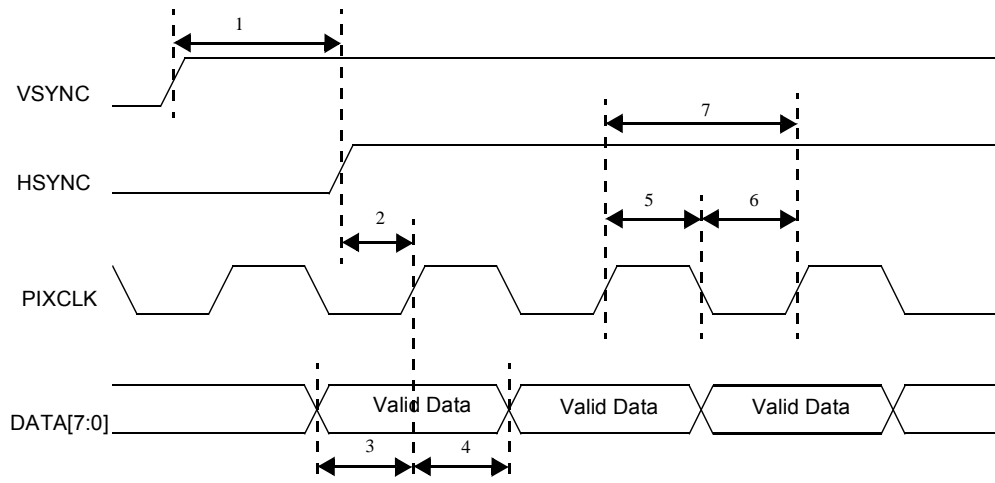 1
VSYNC
7
HSYNC
5 6
2
PIXCLK
Valid Data Valid Data Valid Data
DATA[7:0]
3 4